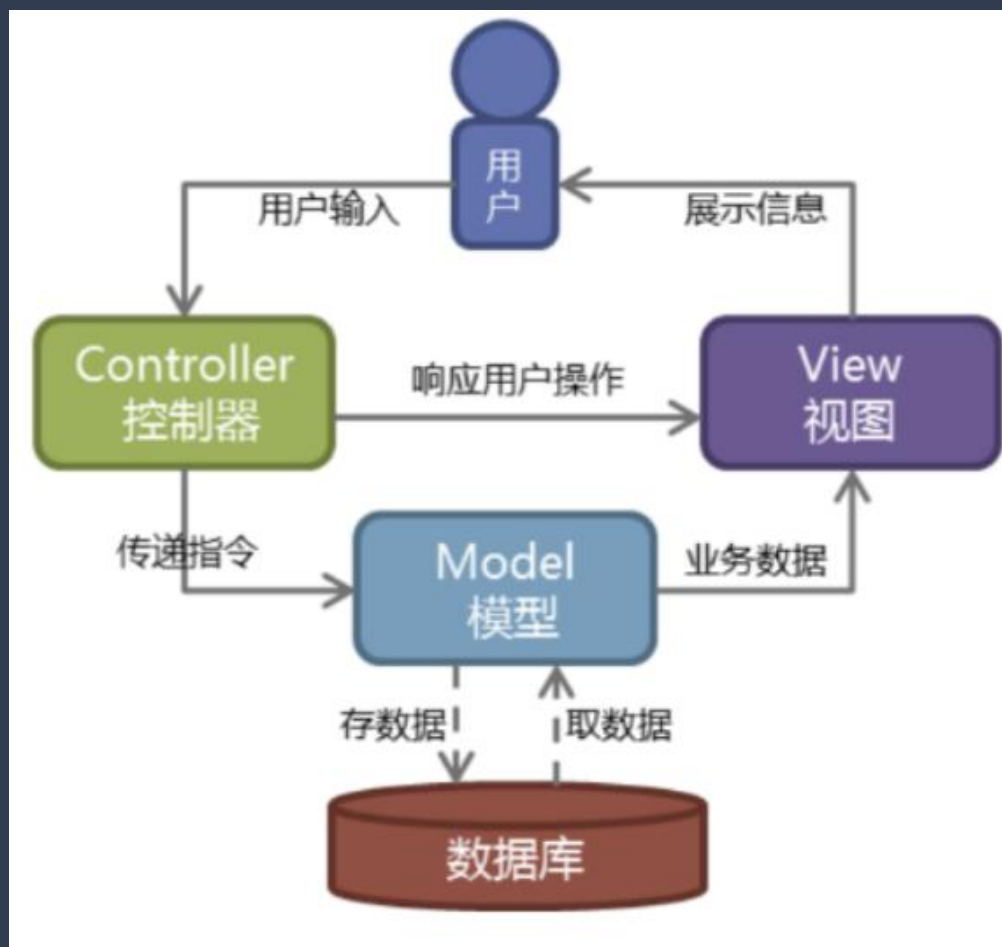 用
户
用户输入
展示信息
Controller
控制器
响应用户操作
View
视图
传递指令
Model
模型
业务数据
存数据
取数据
数据库